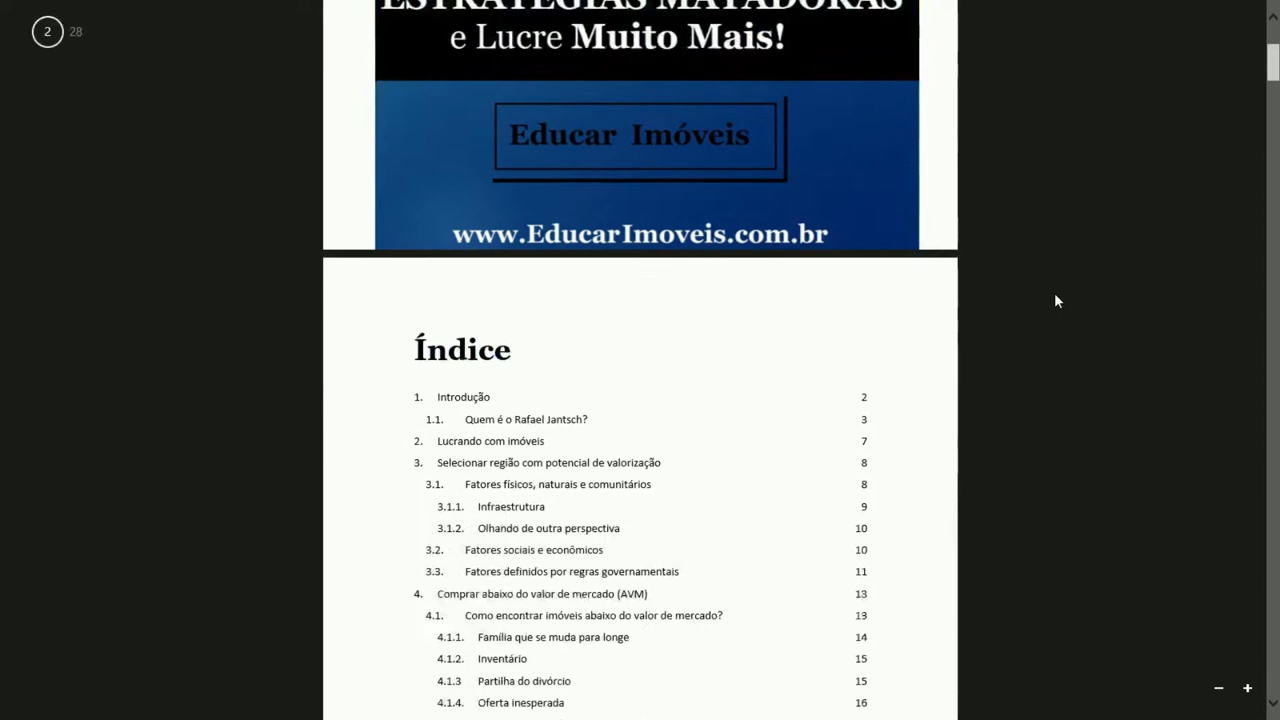 2 28
ESTRATÉGIAS MATADORAS
e Lucre Muito Mais!
Educar Imóveis
www.EducarImoveis.com.br
Índice
1. Introdução 2
1.1. Quem é o Rafael Jantsch? 3
2. Lucrando com imóveis 7
3. Selecionar região com potencial de valorização 8
3.1. Fatores físicos, naturais e comunitários 8
3.1.1. Infraestrutura 9
3.1.2. Olhando de outra perspectiva 10
3.2. Fatores sociais e econômicos 10
3.3. Fatores definidos por regras governamentais 11
4. Comprar abaixo do valor de mercado (AVM) 13
4.1. Como encontrar imóveis abaixo do valor de mercado? 13
4.1.1. Família que se muda para longe 14
4.1.2. Inventário 15
4.1.3 Partilha do divórcio 15
4.1.4. Oferta inesperada 16